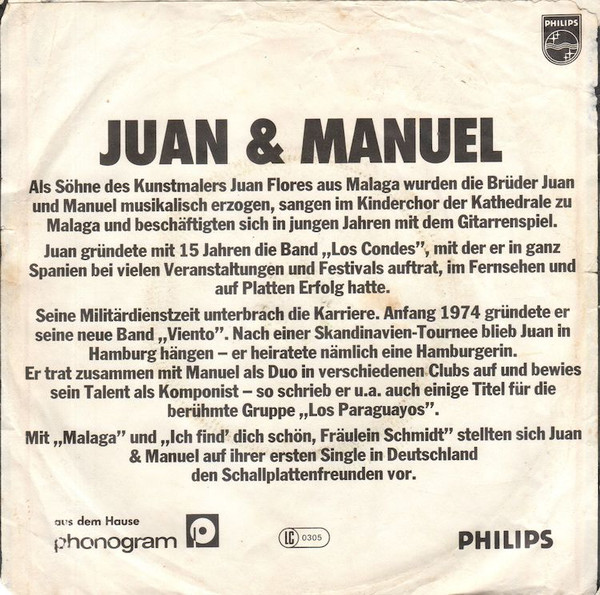 PHILIPS
JUAN & MANUEL
Als Söhne des Kunstmalers Juan Flores aus Malaga wurden die Brüder Juan
und Manuel musikalisch erzogen, sangen im Kinderchor der Kathedrale zu
Malaga und beschäftigten sich in jungen Jahren mit dem Gitarrenspiel.
Juan gründete mit 15 Jahren die Band „Los Condes", mit der er in ganz
Spanien bei vielen Veranstaltungen und Festivals auftrat, im Fernsehen und
auf Platten Erfolg hatte.
Seine Militärdienstzeit unterbrach die Karriere. Anfang 1974 gründete er
seine neue Band „Viento". Nach einer Skandinavien-Tournee blieb Juan in
Hamburg hängen – er heiratete nämlich eine Hamburgerin.
Er trat zusammen mit Manuel als Duo in verschiedenen Clubs auf und bewies
sein Talent als Komponist – so schrieb er u.a. auch einige Titel für die
berühmte Gruppe „Los Paraguayos".
Mit „Malaga" und „Ich find' dich schön, Fräulein Schmidt" stellten sich Juan
& Manuel auf ihrer ersten Single in Deutschland
den Schallplattenfreunden vor.
aus dem Hause
phonogram p
LC 0305
PHILIPS